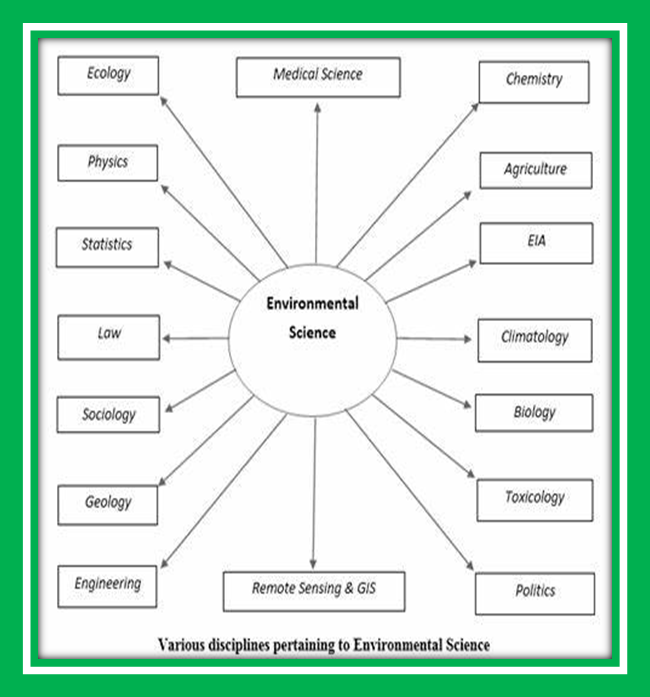 Ecology
Medical Science
Chemistry
Physics
Agriculture
Statistics
EIA
Environmental
Science
Law
Climatology
Sociology
Biology
Geology
Toxicology
Engineering
Remote Sensing & GIS
Politics
Various disciplines pertaining to Environmental Science